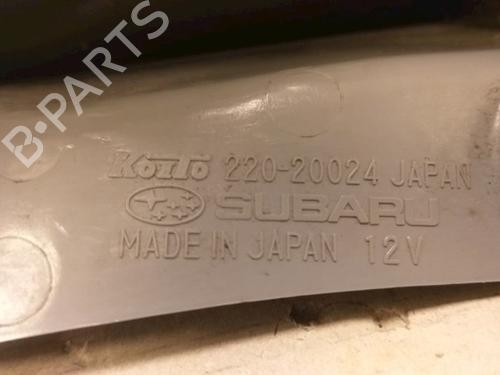 B-PARTS
KOITO 220-20024 JAPAN
SUBARU
MADE IN JAPAN 12V